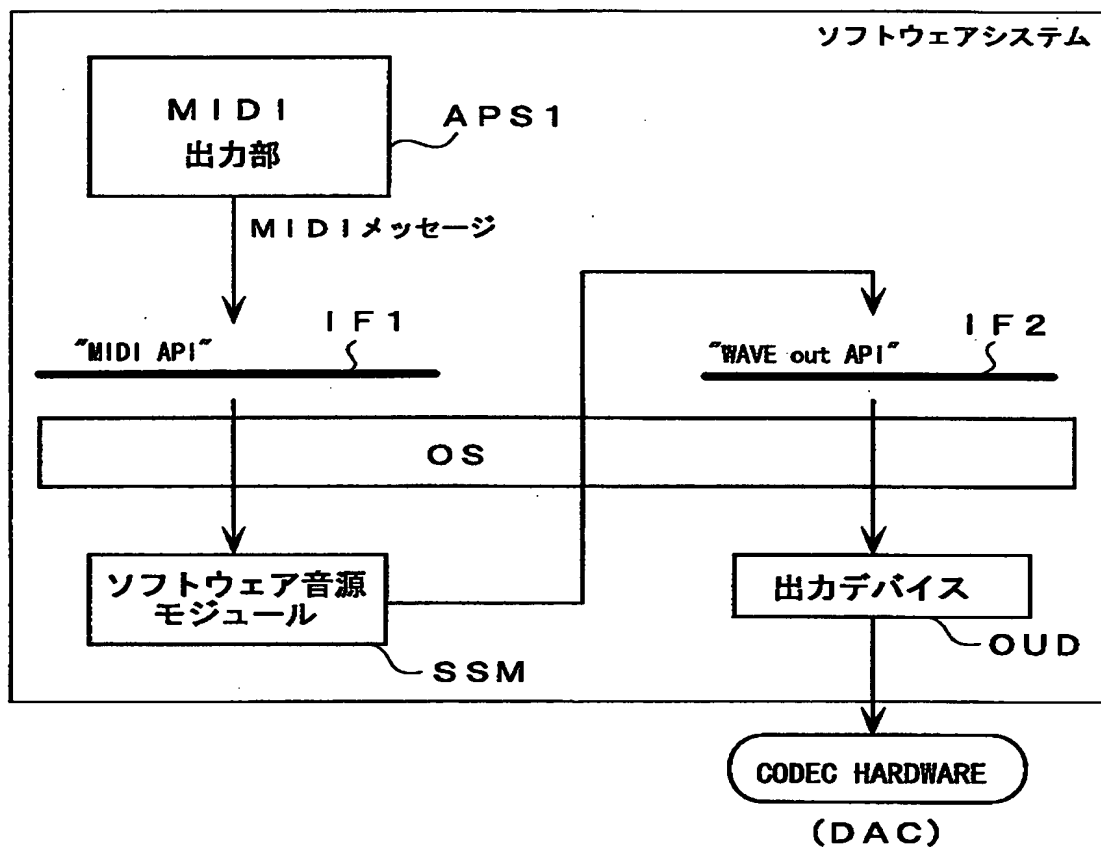 ソフトウェアシステム
MIDI
出力部
APS1
MIDIメッセージ
IF1
"MIDI API"
IF2
"WAVE out API"
OS
ソフトウェア音源
モジュール
SSM
出力デバイス
OUD
CODEC HARDWARE
(DAC)